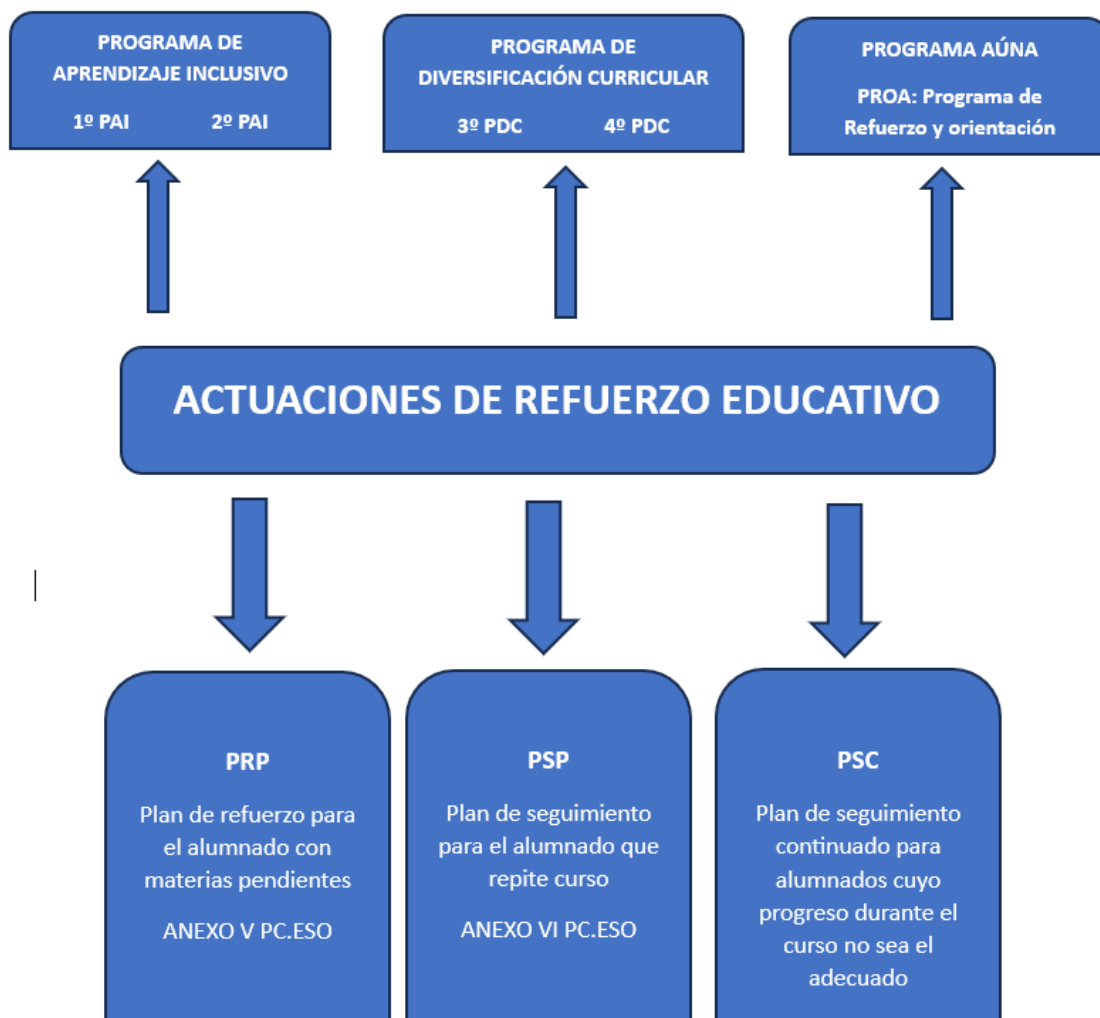 PROGRAMA DE
APRENDIZAJE INCLUSIVO
1º PAI 2º PAI
PROGRAMA DE
DIVERSIFICACIÓN CURRICULAR
3º PDC 4º PDC
PROGRAMA AÚNA
PROA: Programa de
Refuerzo y orientación
ACTUACIONES DE REFUERZO EDUCATIVO
PRP
Plan de refuerzo para
el alumnado con
materias pendientes
ANEXO V PC.ESO
PSP
Plan de seguimiento
para el alumnado que
repite curso
ANEXO VI PC.ESO
PSC
Plan de seguimiento
continuado para
alumnados cuyo
progreso durante el
curso no sea el
adecuado